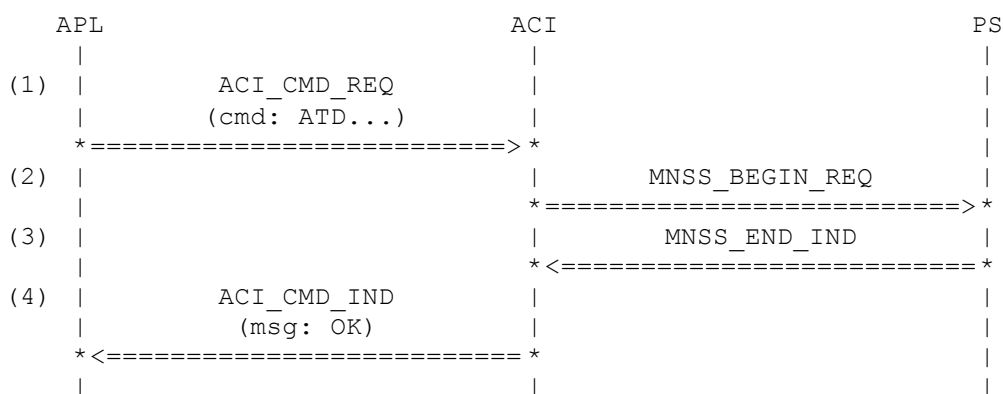 APL ACI PS
(1) ACI_CMD_REQ
(cmd: ATD...)
(2) MNSS_BEGIN_REQ
(3) MNSS_END_IND
(4) ACI_CMD_IND
(msg: OK)